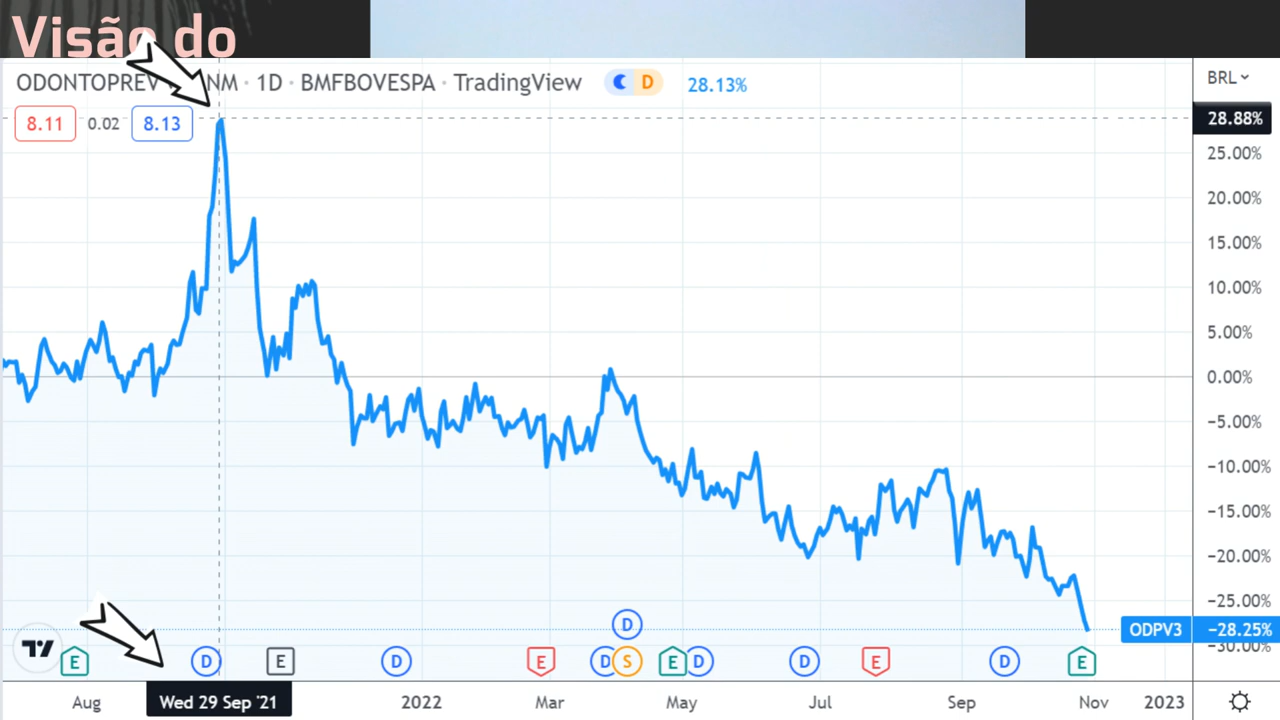 Visão do
ODONTOPREV NM · 1D · BMFBOVESPA · TradingView D 28.13% BRL
8.11 0.02 8.13
28.88%
25.00%
20.00%
15.00%
10.00%
5.00%
0.00%
−5.00%
−10.00%
−15.00%
−20.00%
−25.00%
D
ODPV3 −28.25%
−30.00%
E D E D E D S E D D E D E
Aug Wed 29 Sep '21 2022 Mar May Jul Sep Nov 2023